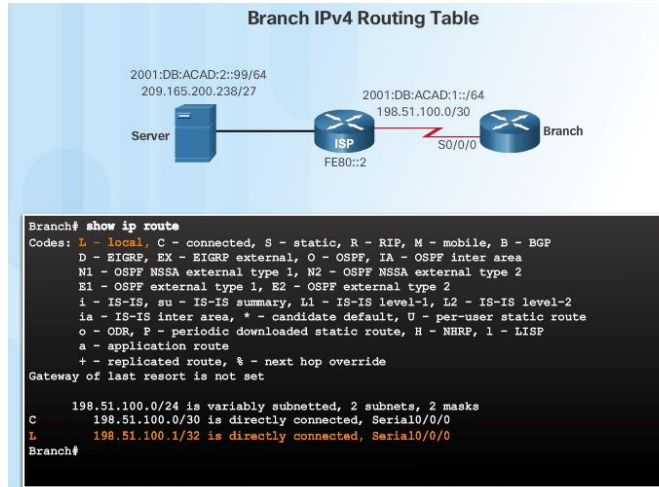 Branch IPv4 Routing Table
2001:DB:ACAD:2::99/64
209.165.200.238/27
2001:DB:ACAD:1::/64
198.51.100.0/30
Server
ISP
S0/0/0
Branch
FE80::2
Branch# show ip route
Codes: L - local, C - connected, S - static, R - RIP, M - mobile, B - BGP
D - EIGRP, EX - EIGRP external, O - OSPF, IA - OSPF inter area
N1 - OSPF NSSA external type 1, N2 - OSPF NSSA external type 2
E1 - OSPF external type 1, E2 - OSPF external type 2
i - IS-IS, su - IS-IS summary, L1 - IS-IS level-1, L2 - IS-IS level-2
ia - IS-IS inter area, * - candidate default, U - per-user static route
o - ODR, P - periodic downloaded static route, H - NHRP, l - LISP
a - application route
+ - replicated route, % - next hop override
Gateway of last resort is not set
198.51.100.0/24 is variably subnetted, 2 subnets, 2 masks
C 198.51.100.0/30 is directly connected, Serial0/0/0
L 198.51.100.1/32 is directly connected, Serial0/0/0
Branch#